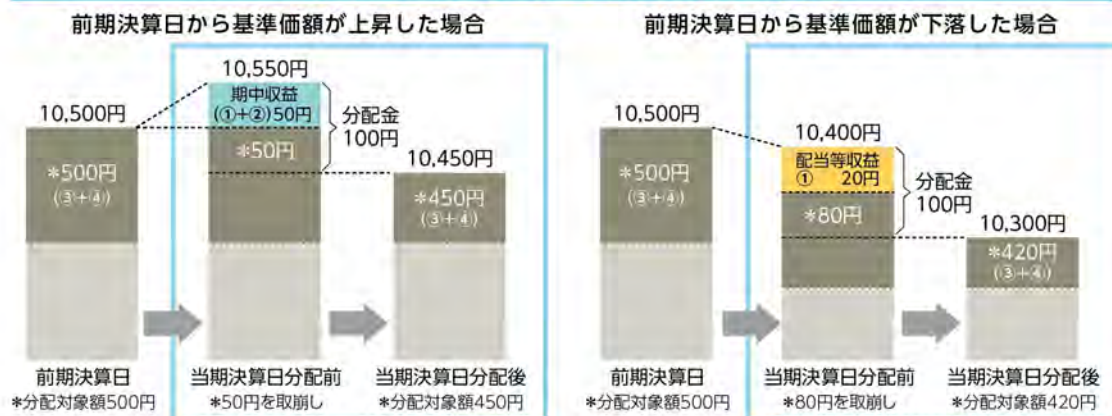 前期決算日から基準価額が上昇した場合
10,550円
10,500円
期中収益
(①+②)50円
分配金
100円
*500円
(③+④)
*50円
10,450円
*450円
(③+④)
前期決算日
*分配対象額500円
当期決算日分配前
*50円を取崩し
当期決算日分配後
*分配対象額450円
前期決算日から基準価額が下落した場合
10,500円
10,400円
配当等収益
① 20円
分配金
100円
*500円
(③+④)
*80円
10,300円
*420円
(③+④)
前期決算日
*分配対象額500円
当期決算日分配前
*80円を取崩し
当期決算日分配後
*分配対象額420円